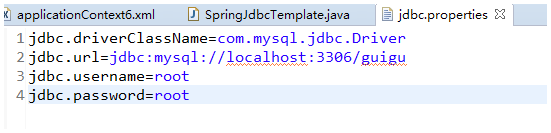 applicationContext6.xml SpringJdbcTemplate.java jdbc.properties
1 jdbc.driverClassName=com.mysql.jdbc.Driver
2 jdbc.url=jdbc:mysql://localhost:3306/guigu
3 jdbc.username=root
4 jdbc.password=root